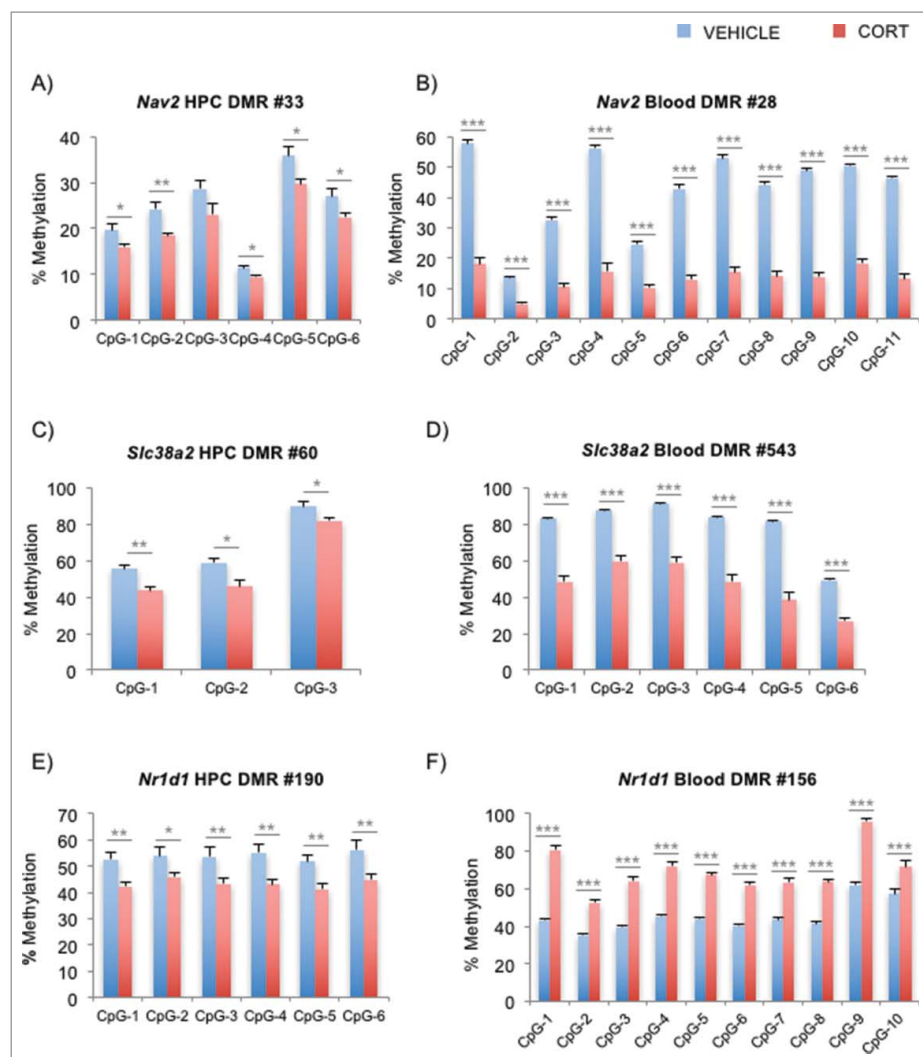 VEHICLE CORT
A)
Nav2 HPC DMR #33
% Methylation
40
30
20
10
0
* ** * * *
CpG-1 CpG-2 CpG-3 CpG-4 CpG-5 CpG-6
B)
Nav2 Blood DMR #28
% Methylation
60
50
40
30
20
10
0
*** *** *** *** *** *** *** *** *** *** ***
CpG-1 CpG-2 CpG-3 CpG-4 CpG-5 CpG-6 CpG-7 CpG-8 CpG-9 CpG-10 CpG-11
C)
Slc38a2 HPC DMR #60
% Methylation
100
80
60
40
20
0
** * *
CpG-1 CpG-2 CpG-3
D)
Slc38a2 Blood DMR #543
% Methylation
100
80
60
40
20
0
*** *** *** *** *** ***
CpG-1 CpG-2 CpG-3 CpG-4 CpG-5 CpG-6
E)
Nr1d1 HPC DMR #190
% Methylation
70
60
50
40
30
20
10
0
** * ** ** ** **
CpG-1 CpG-2 CpG-3 CpG-4 CpG-5 CpG-6
F)
Nr1d1 Blood DMR #156
% Methylation
100
80
60
40
20
0
*** *** *** *** *** *** *** *** *** ***
CpG-1 CpG-2 CpG-3 CpG-4 CpG-5 CpG-6 CpG-7 CpG-8 CpG-9 CpG-10